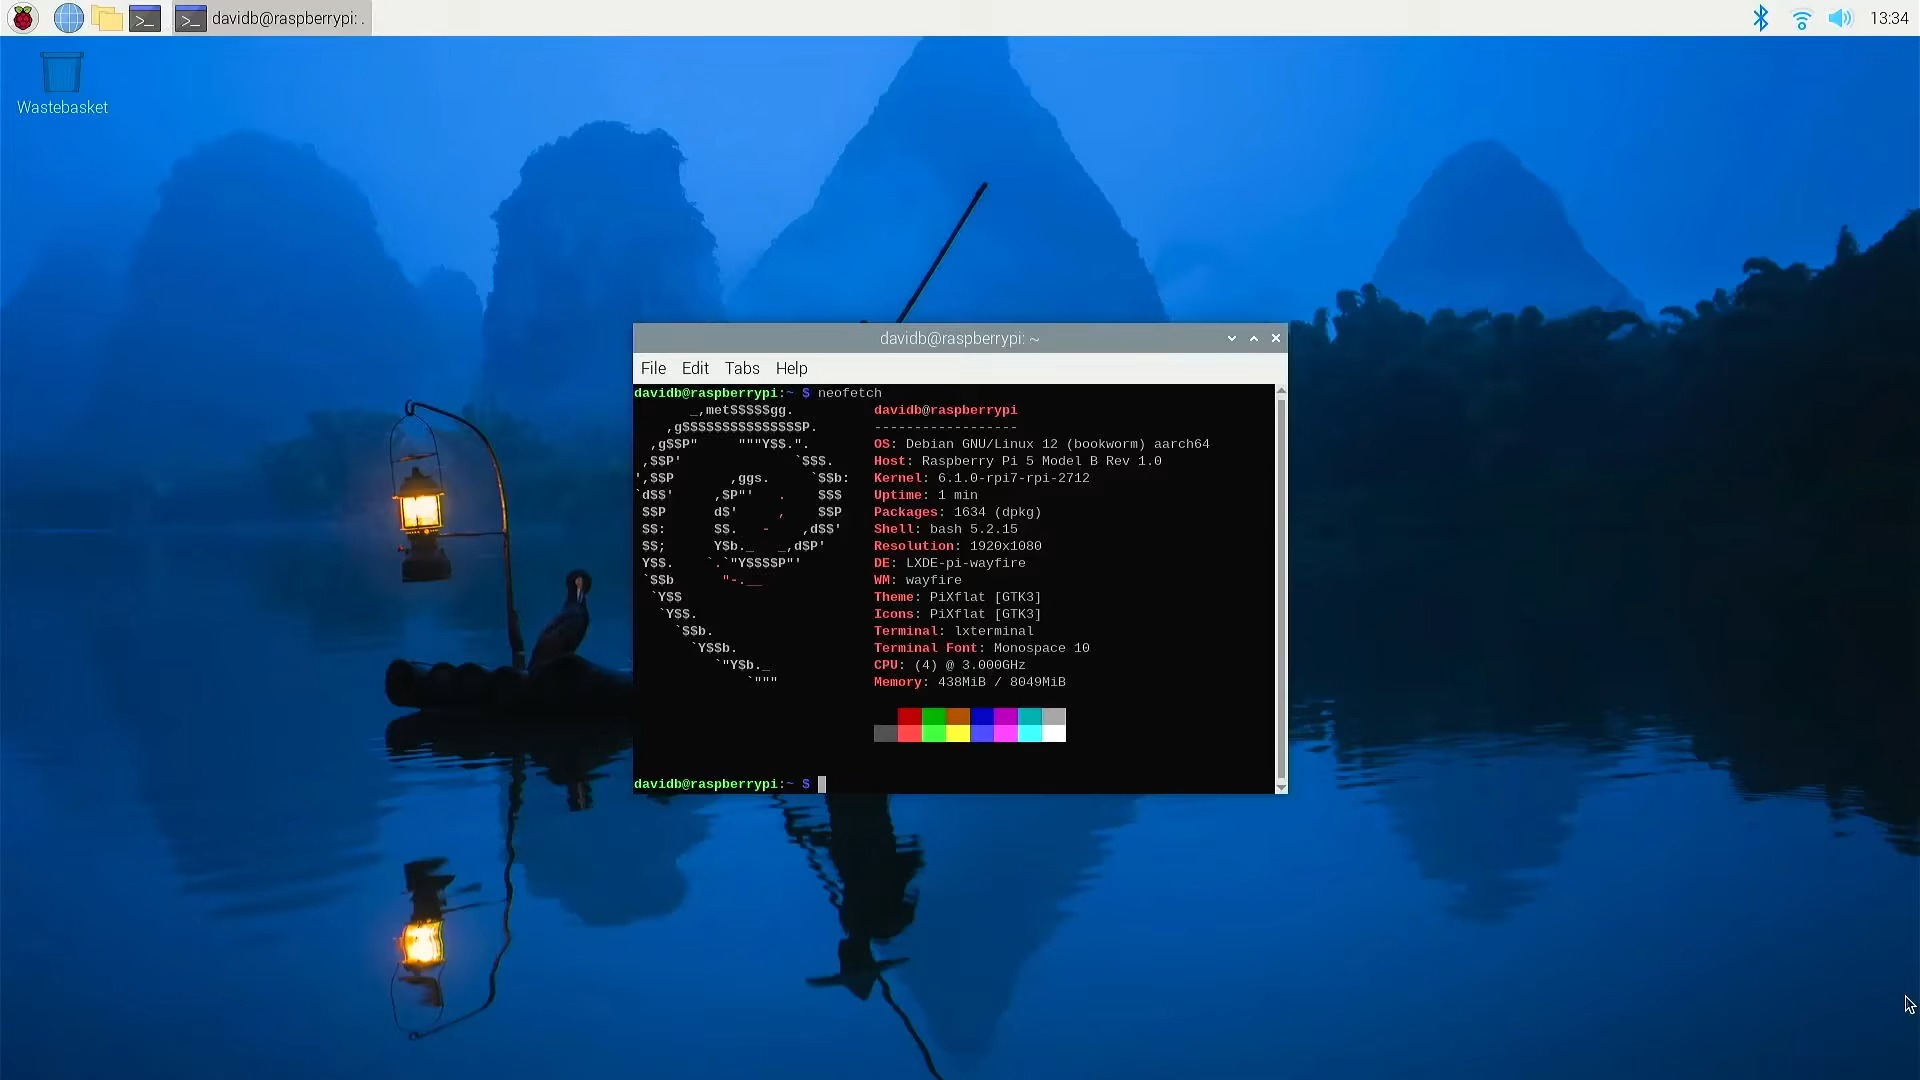 davidb@raspberrypi: .
13:34
Wastebasket
davidb@raspberrypi: ~
File Edit Tabs Help
davidb@raspberrypi:~ $ neofetch
       _,met$$$$$gg.          davidb@raspberrypi
    ,g$$$$$$$$$$$$$$$P.       ------------------
  ,g$$P"     """Y$$.".        OS: Debian GNU/Linux 12 (bookworm) aarch64
 ,$$P'              `$$$.     Host: Raspberry Pi 5 Model B Rev 1.0
',$$P       ,ggs.     `$$b:   Kernel: 6.1.0-rpi7-rpi-2712
`d$$'     ,$P"'   .    $$$    Uptime: 1 min
 $$P      d$'     ,    $$P    Packages: 1634 (dpkg)
 $$:      $$.   -    ,d$$'    Shell: bash 5.2.15
 $$;      Y$b._   _,d$P'      Resolution: 1920x1080
 Y$$.    `.`"Y$$$$P"'         DE: LXDE-pi-wayfire
 `$$b      "-.__              WM: wayfire
  `Y$$                        Theme: PiXflat [GTK3]
   `Y$$.                      Icons: PiXflat [GTK3]
     `$$b.                    Terminal: lxterminal
       `Y$$b.                 Terminal Font: Monospace 10
          `"Y$b._             CPU: (4) @ 3.000GHz
              `"""            Memory: 438MiB / 8049MiB
davidb@raspberrypi:~ $